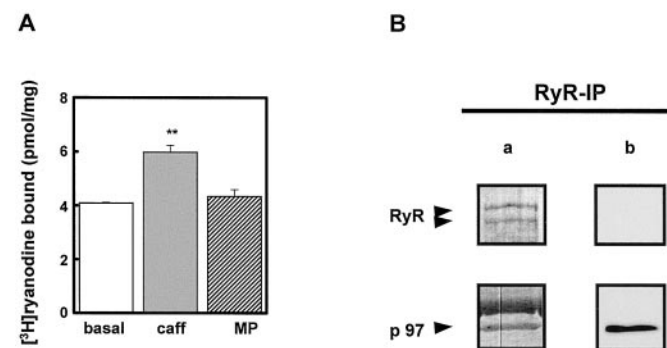 A
[³H]ryanodine bound (pmol/mg)
8
6
4
2
0
**
basal caff MP
B
RyR-IP
a b
RyR
p 97